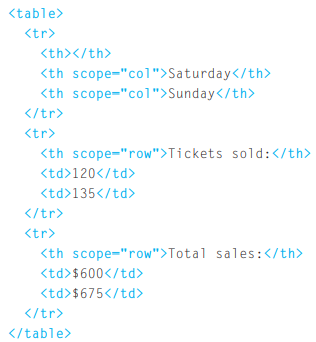 <table>
<tr>
<th></th>
<th scope="col">Saturday</th>
<th scope="col">Sunday</th>
</tr>
<tr>
<th scope="row">Tickets sold:</th>
<td>120</td>
<td>135</td>
</tr>
<tr>
<th scope="row">Total sales:</th>
<td>$600</td>
<td>$675</td>
</tr>
</table>